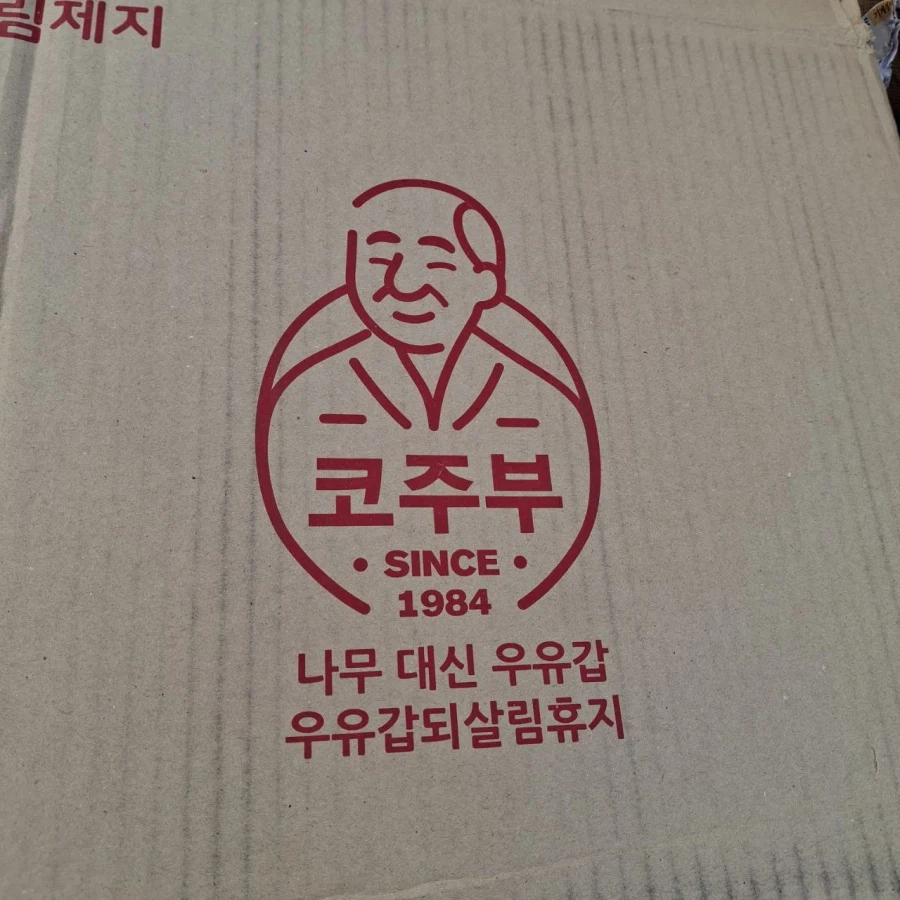 림제지
코주부
· SINCE ·
1984
나무 대신 우유갑
우유갑되살림휴지